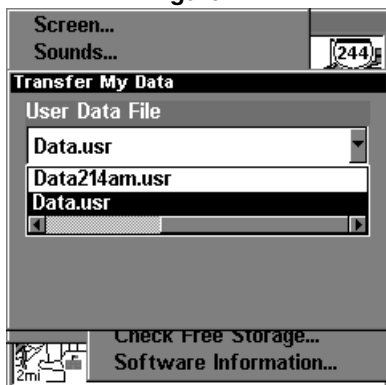 Screen...
Sounds...
244
Transfer My Data
User Data File
Data.usr
Data214am.usr
Data.usr
Check Free Storage...
2mi
Software Information...